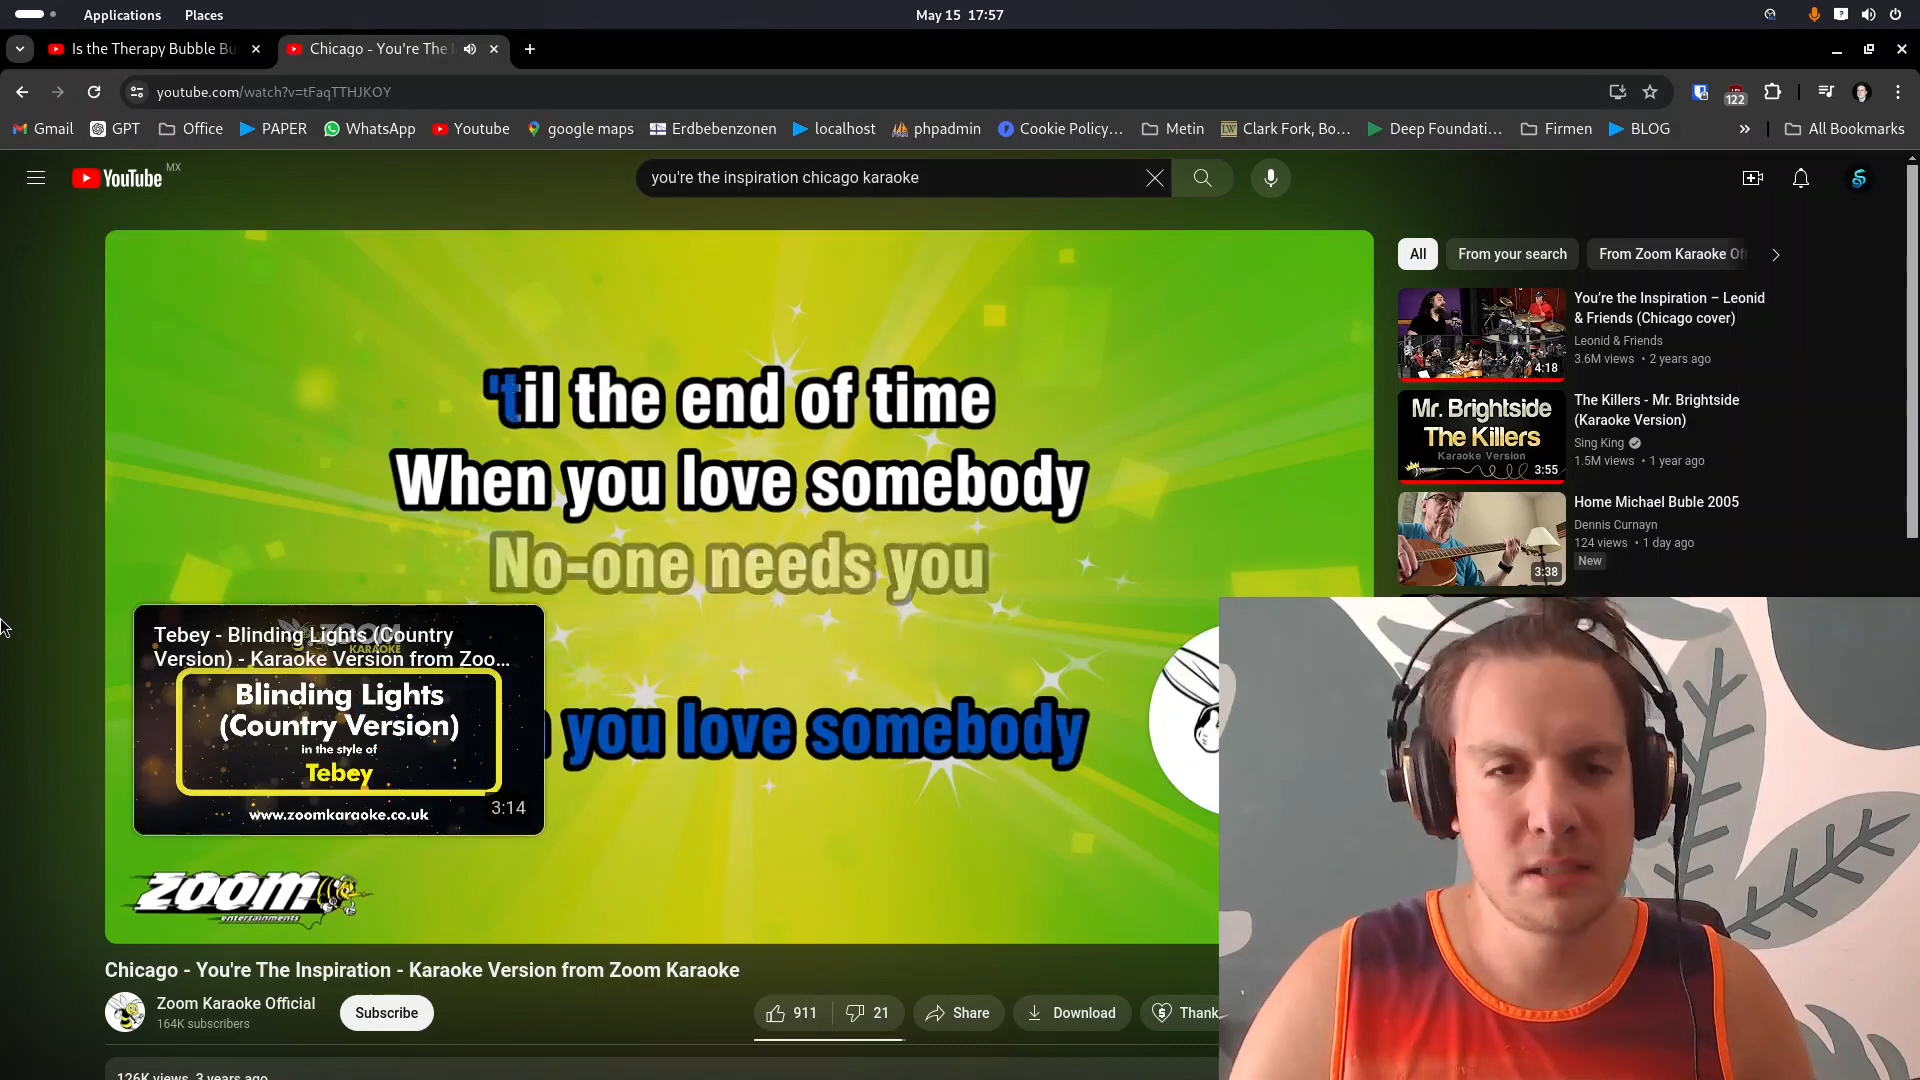 Applications Places May 15 17:57
Is the Therapy Bubble Bu
Chicago - You're The I
youtube.com/watch?v=tFaqTTHJKOY
122
Gmail GPT Office PAPER WhatsApp Youtube google maps Erdbebenzonen localhost phpadmin Cookie Policy… Metin Clark Fork, Bo… Deep Foundati… Firmen BLOG » All Bookmarks
YouTube MX
you're the inspiration chicago karaoke
All From your search From Zoom Karaoke Of
'til the end of time
When you love somebody
No-one needs you
you love somebody
Tebey - Blinding Lights (Country
Version) - Karaoke Version from Zoo...
ZOOM
KARAOKE
Blinding Lights
(Country Version)
in the style of
Tebey
www.zoomkaraoke.co.uk
3:14
ZOOM
entertainments
You're the Inspiration – Leonid
& Friends (Chicago cover)
Leonid & Friends
3.6M views • 2 years ago
4:18
Mr. Brightside
The Killers
Karaoke Version
3:55
The Killers - Mr. Brightside
(Karaoke Version)
Sing King
1.5M views • 1 year ago
Home Michael Buble 2005
Dennis Curnayn
124 views • 1 day ago
New
3:38
Chicago - You're The Inspiration - Karaoke Version from Zoom Karaoke
Zoom Karaoke Official
164K subscribers
Subscribe
911 21 Share Download Thank
126K views 3 years ago